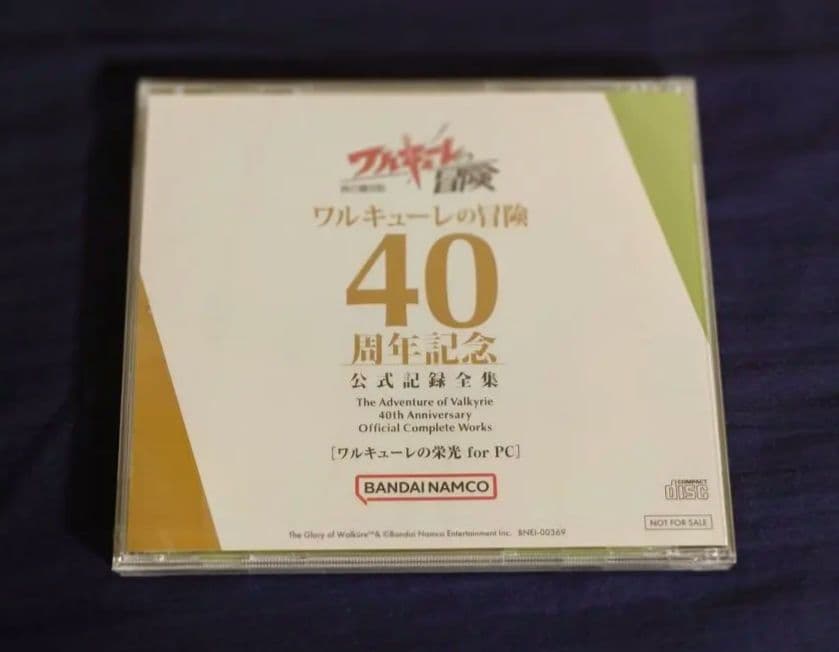 ワルキューレの
冒険
ワルキューレの冒険
40
周年記念
公式記録全集
The Adventure of Valkyrie
40th Anniversary
Official Complete Works
[ワルキューレの栄光 for PC]
BANDAI NAMCO
COMPACT
disc
NOT FOR SALE
The Glory of Walküre™& ©Bandai Namco Entertainment Inc. BNEI-00369